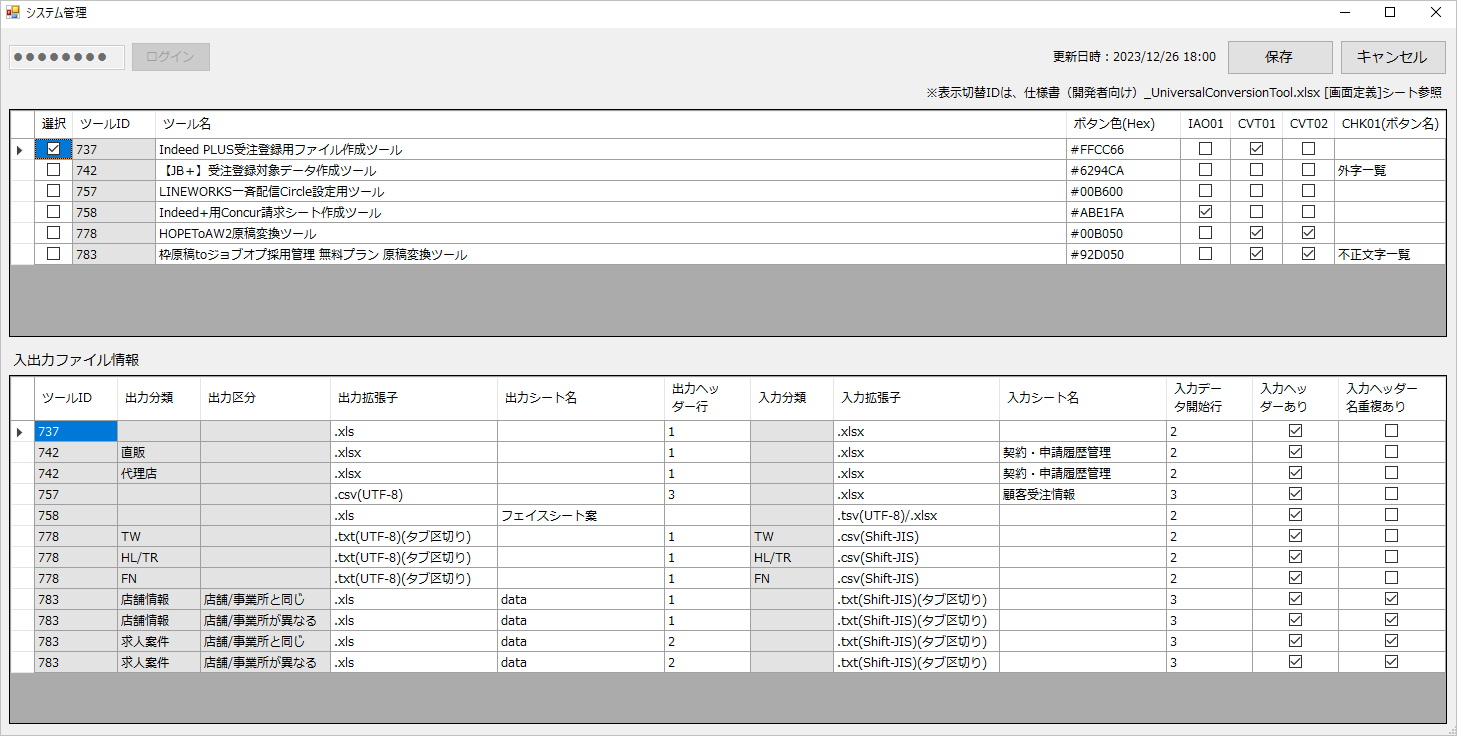 システム管理
●●●●●●●● ログイン 更新日時：2023/12/26 18:00 保存 キャンセル
※表示切替IDは、仕様書（開発者向け）_UniversalConversionTool.xlsx [画面定義]シート参照
選択 ツールID ツール名 ボタン色(Hex) IAO01 CVT01 CVT02 CHK01(ボタン名)
737 Indeed PLUS受注登録用ファイル作成ツール #FFCC66
742 【JB＋】受注登録対象データ作成ツール #6294CA 外字一覧
757 LINEWORKS一斉配信Circle設定用ツール #00B600
758 Indeed+用Concur請求シート作成ツール #ABE1FA
778 HOPEToAW2原稿変換ツール #00B050
783 枠原稿toジョブオプ採用管理 無料プラン 原稿変換ツール #92D050 不正文字一覧
入出力ファイル情報
ツールID 出力分類 出力区分 出力拡張子 出力シート名 出力ヘッダー行 入力分類 入力拡張子 入力シート名 入力データ開始行 入力ヘッダーあり 入力ヘッダー名重複あり
737 .xls 1 .xlsx 2
742 直販 .xlsx 1 .xlsx 契約・申請履歴管理 2
742 代理店 .xlsx 1 .xlsx 契約・申請履歴管理 2
757 .csv(UTF-8) 3 .xlsx 顧客受注情報 3
758 .xls フェイスシート案 .tsv(UTF-8)/.xlsx 2
778 TW .txt(UTF-8)(タブ区切り) 1 TW .csv(Shift-JIS) 2
778 HL/TR .txt(UTF-8)(タブ区切り) 1 HL/TR .csv(Shift-JIS) 2
778 FN .txt(UTF-8)(タブ区切り) 1 FN .csv(Shift-JIS) 2
783 店舗情報 店舗/事業所と同じ .xls data 1 .txt(Shift-JIS)(タブ区切り) 3
783 店舗情報 店舗/事業所が異なる .xls data 1 .txt(Shift-JIS)(タブ区切り) 3
783 求人案件 店舗/事業所と同じ .xls data 2 .txt(Shift-JIS)(タブ区切り) 3
783 求人案件 店舗/事業所が異なる .xls data 2 .txt(Shift-JIS)(タブ区切り) 3